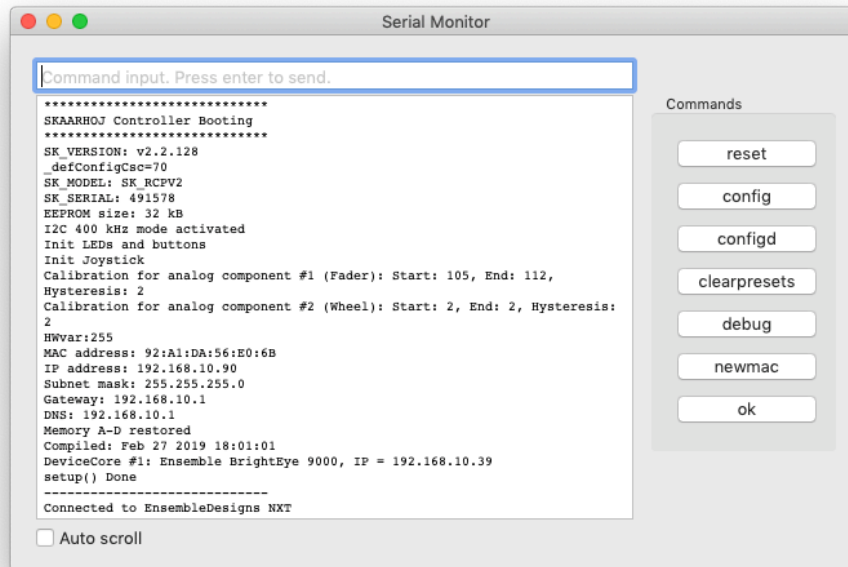 Serial Monitor
Command input. Press enter to send.
*****************************
SKAARHOJ Controller Booting
*****************************
SK_VERSION: v2.2.128
_defConfigCsc=70
SK_MODEL: SK_RCPV2
SK_SERIAL: 491578
EEPROM size: 32 kB
I2C 400 kHz mode activated
Init LEDs and buttons
Init Joystick
Calibration for analog component #1 (Fader): Start: 105, End: 112,
Hysteresis: 2
Calibration for analog component #2 (Wheel): Start: 2, End: 2, Hysteresis:
2
HWvar:255
MAC address: 92:A1:DA:56:E0:6B
IP address: 192.168.10.90
Subnet mask: 255.255.255.0
Gateway: 192.168.10.1
DNS: 192.168.10.1
Memory A-D restored
Compiled: Feb 27 2019 18:01:01
DeviceCore #1: Ensemble BrightEye 9000, IP = 192.168.10.39
setup() Done
-----------------------------
Connected to EnsembleDesigns NXT
Auto scroll
Commands
reset
config
configd
clearpresets
debug
newmac
ok